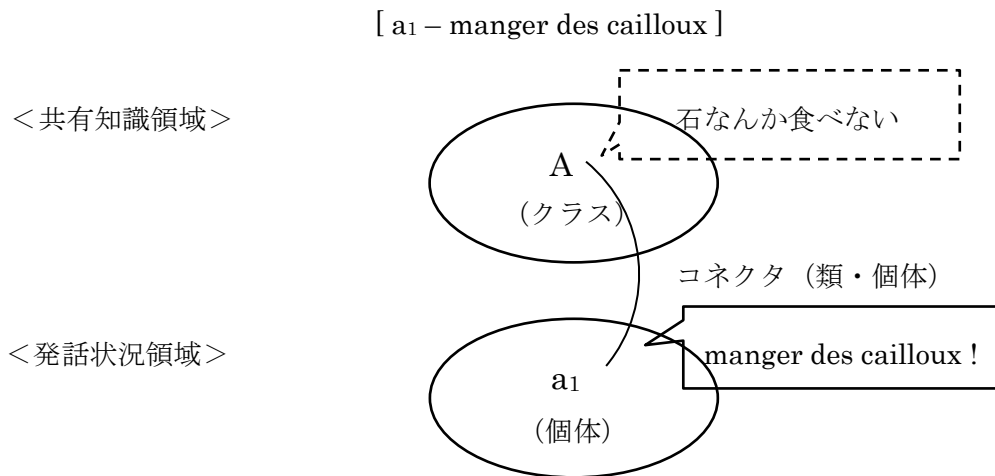 [ a₁ – manger des cailloux ]
＜共有知識領域＞
石なんか食べない
A
（クラス）
コネクタ（類・個体）
＜発話状況領域＞
manger des cailloux !
a₁
（個体）